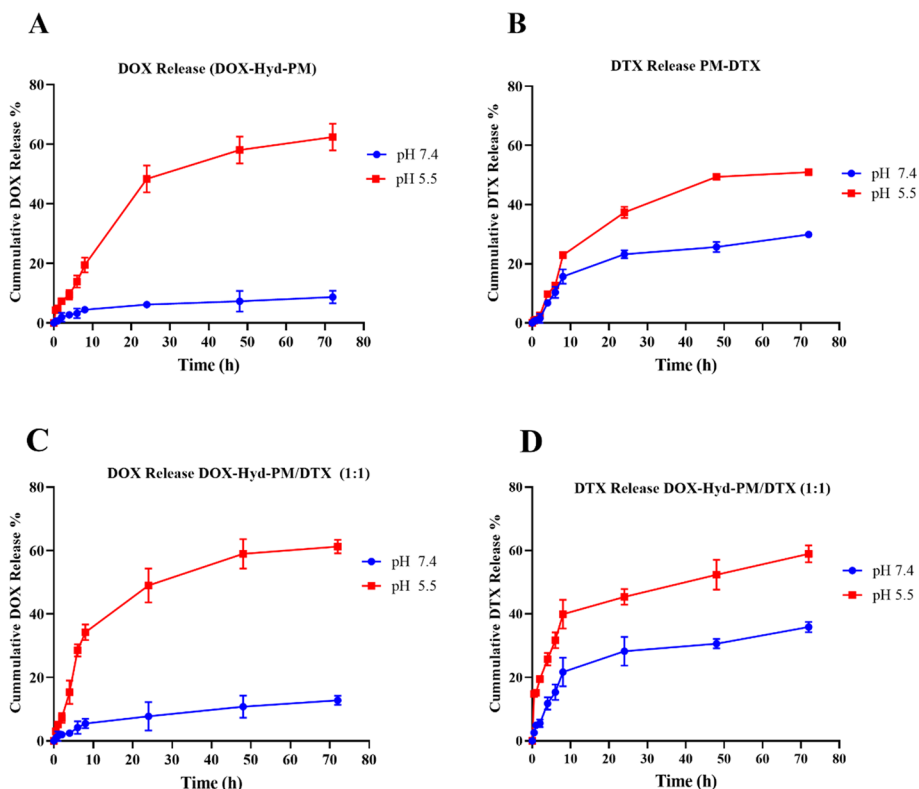 A
DOX Release (DOX-Hyd-PM)
Cummulative DOX Release %
80
60
40
20
0
0 10 20 30 40 50 60 70 80
Time (h)
pH 7.4
pH 5.5
B
DTX Release PM-DTX
Cummulative DTX Release %
80
60
40
20
0
0 10 20 30 40 50 60 70 80
Time (h)
pH 7.4
pH 5.5
C
DOX Release DOX-Hyd-PM/DTX (1:1)
Cummulative DOX Release %
80
60
40
20
0
0 10 20 30 40 50 60 70 80
Time (h)
pH 7.4
pH 5.5
D
DTX Release DOX-Hyd-PM/DTX (1:1)
Cummulative DTX Release %
80
60
40
20
0
0 10 20 30 40 50 60 70 80
Time (h)
pH 7.4
pH 5.5